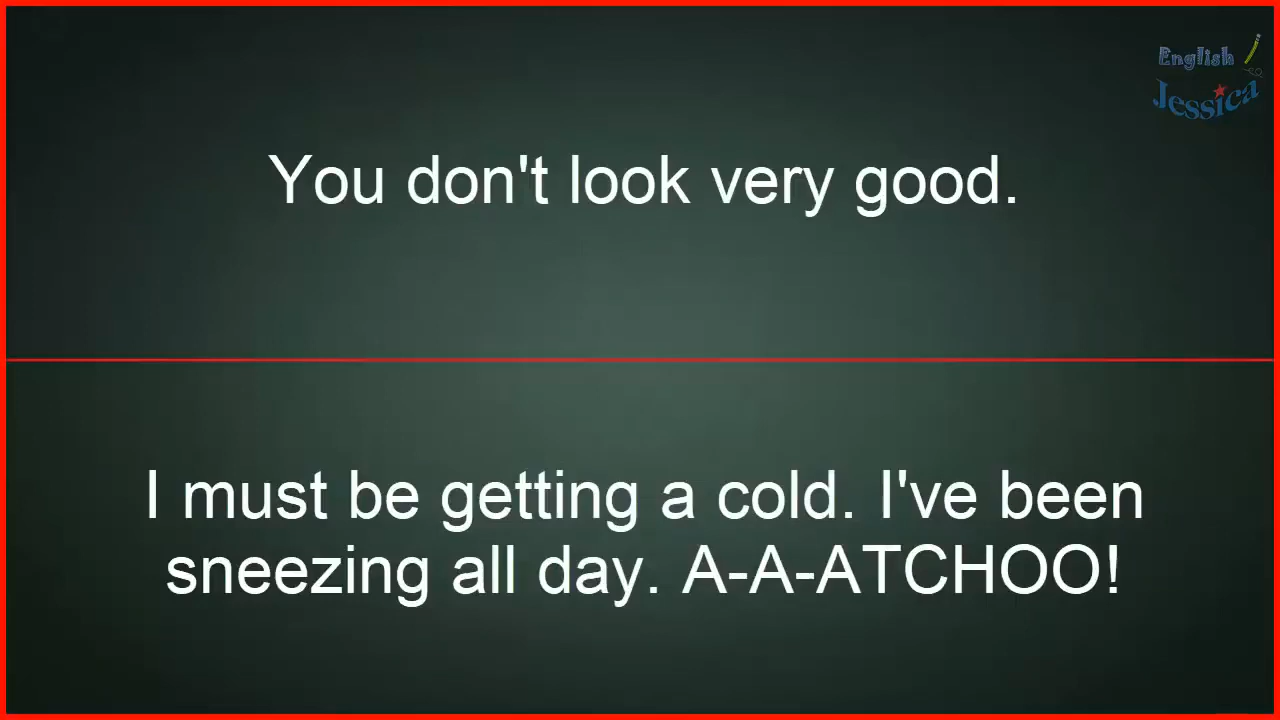 English
Jessica
You don't look very good.
I must be getting a cold. I've been
sneezing all day. A-A-ATCHOO!